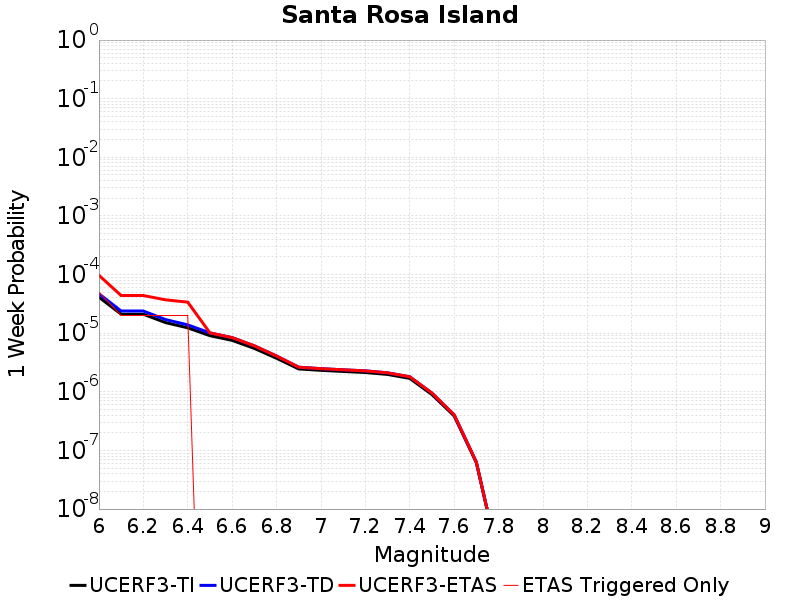 Santa Rosa Island
1 Week Probability
10^0
10^-1
10^-2
10^-3
10^-4
10^-5
10^-6
10^-7
10^-8
6 6.2 6.4 6.6 6.8 7 7.2 7.4 7.6 7.8 8 8.2 8.4 8.6 8.8 9
Magnitude
UCERF3-TI UCERF3-TD UCERF3-ETAS ETAS Triggered Only